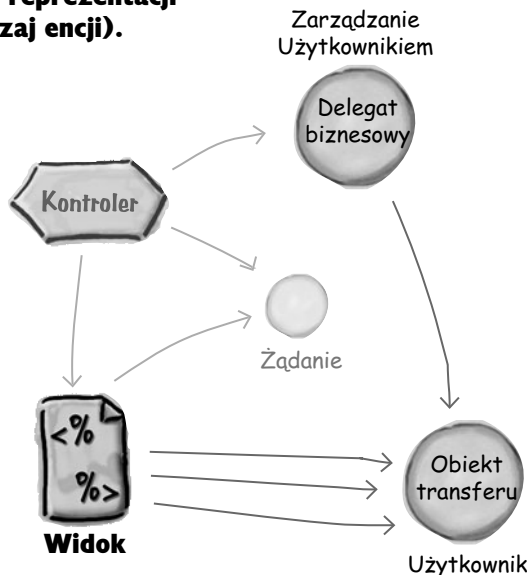 reprezentacji
zaj encji).
Zarządzanie
Użytkownikiem
Delegat
biznesowy
Kontroler
Żądanie
<%
%>
Widok
Obiekt
transferu
Użytkownik